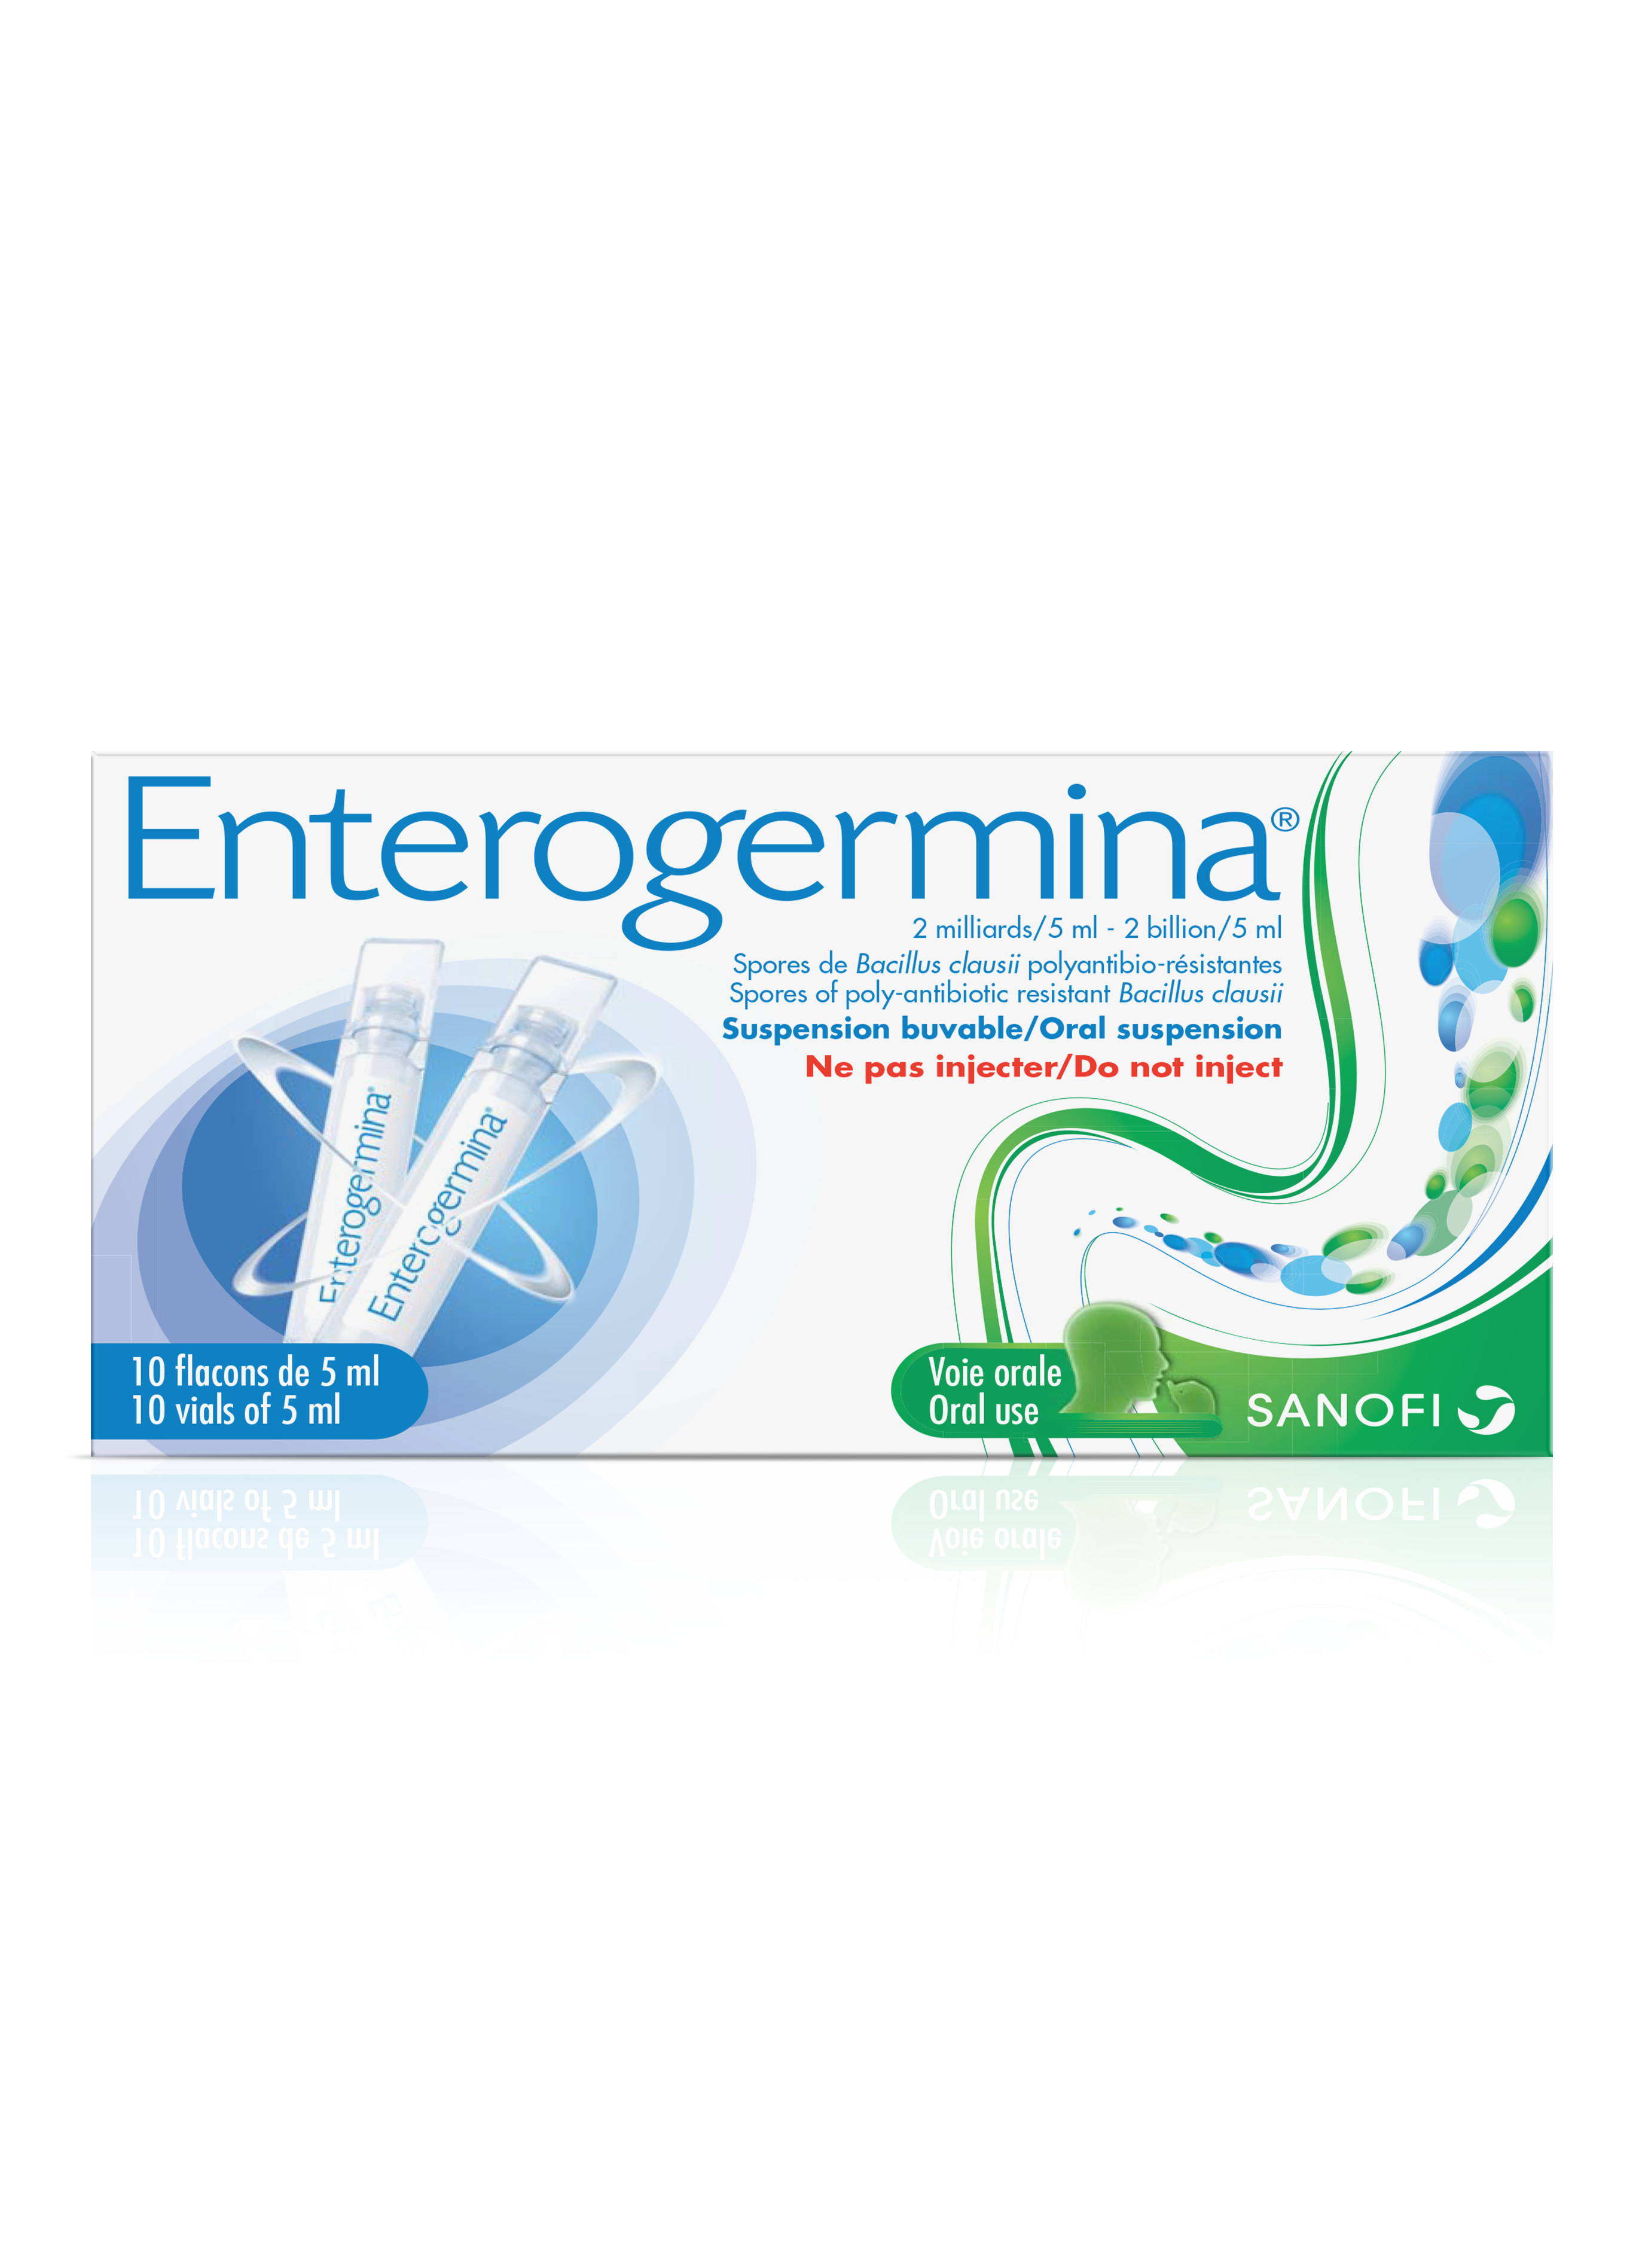 Enterogermina®
2 milliards/5 ml - 2 billion/5 ml
Spores de Bacillus clausii polyantibio-résistantes
Spores of poly-antibiotic resistant Bacillus clausii
Suspension buvable/Oral suspension
Ne pas injecter/Do not inject
Enterogermina®
Enterogermina®
10 flacons de 5 ml
10 vials of 5 ml
Voie orale
Oral use
SANOFI